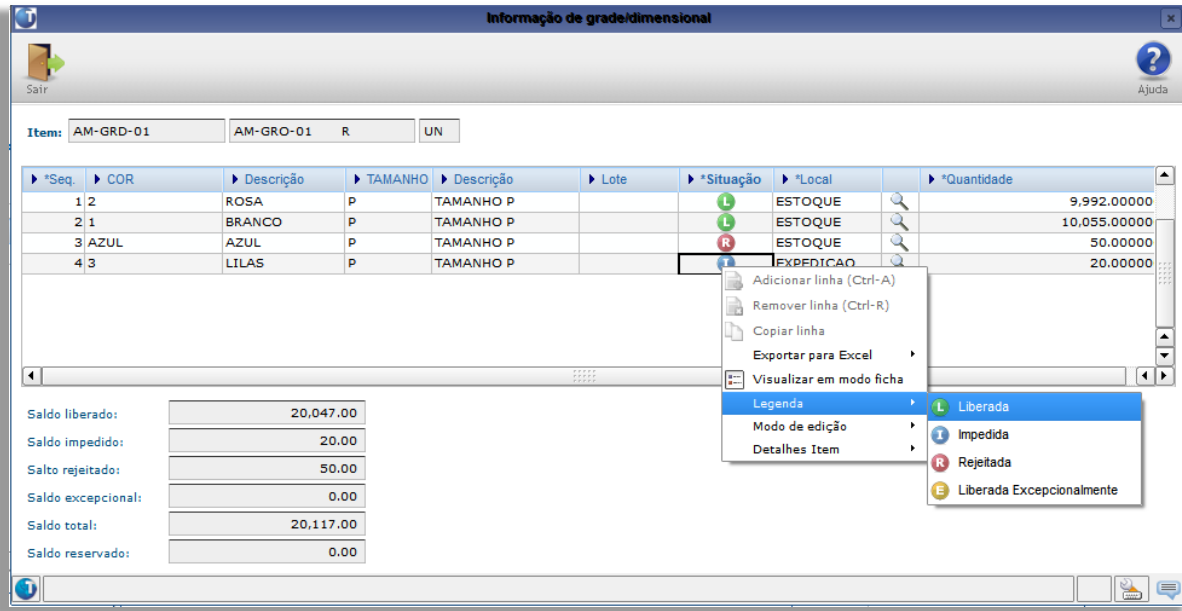 Informação de grade/dimensional
Sair
Ajuda
Item: AM-GRD-01 AM-GRO-01 R UN
*Seq. COR Descrição TAMANHO Descrição Lote *Situação *Local *Quantidade
1 2 ROSA P TAMANHO P L ESTOQUE 9,992.00000
2 1 BRANCO P TAMANHO P L ESTOQUE 10,055.00000
3 AZUL AZUL P TAMANHO P R ESTOQUE 50.00000
4 3 LILAS P TAMANHO P I EXPEDICAO 20.00000
Adicionar linha (Ctrl-A)
Remover linha (Ctrl-R)
Copiar linha
Exportar para Excel
Visualizar em modo ficha
Legenda
Modo de edição
Detalhes Item
L Liberada
I Impedida
R Rejeitada
E Liberada Excepcionalmente
Saldo liberado: 20,047.00
Saldo impedido: 20.00
Salto rejeitado: 50.00
Saldo excepcional: 0.00
Saldo total: 20,117.00
Saldo reservado: 0.00